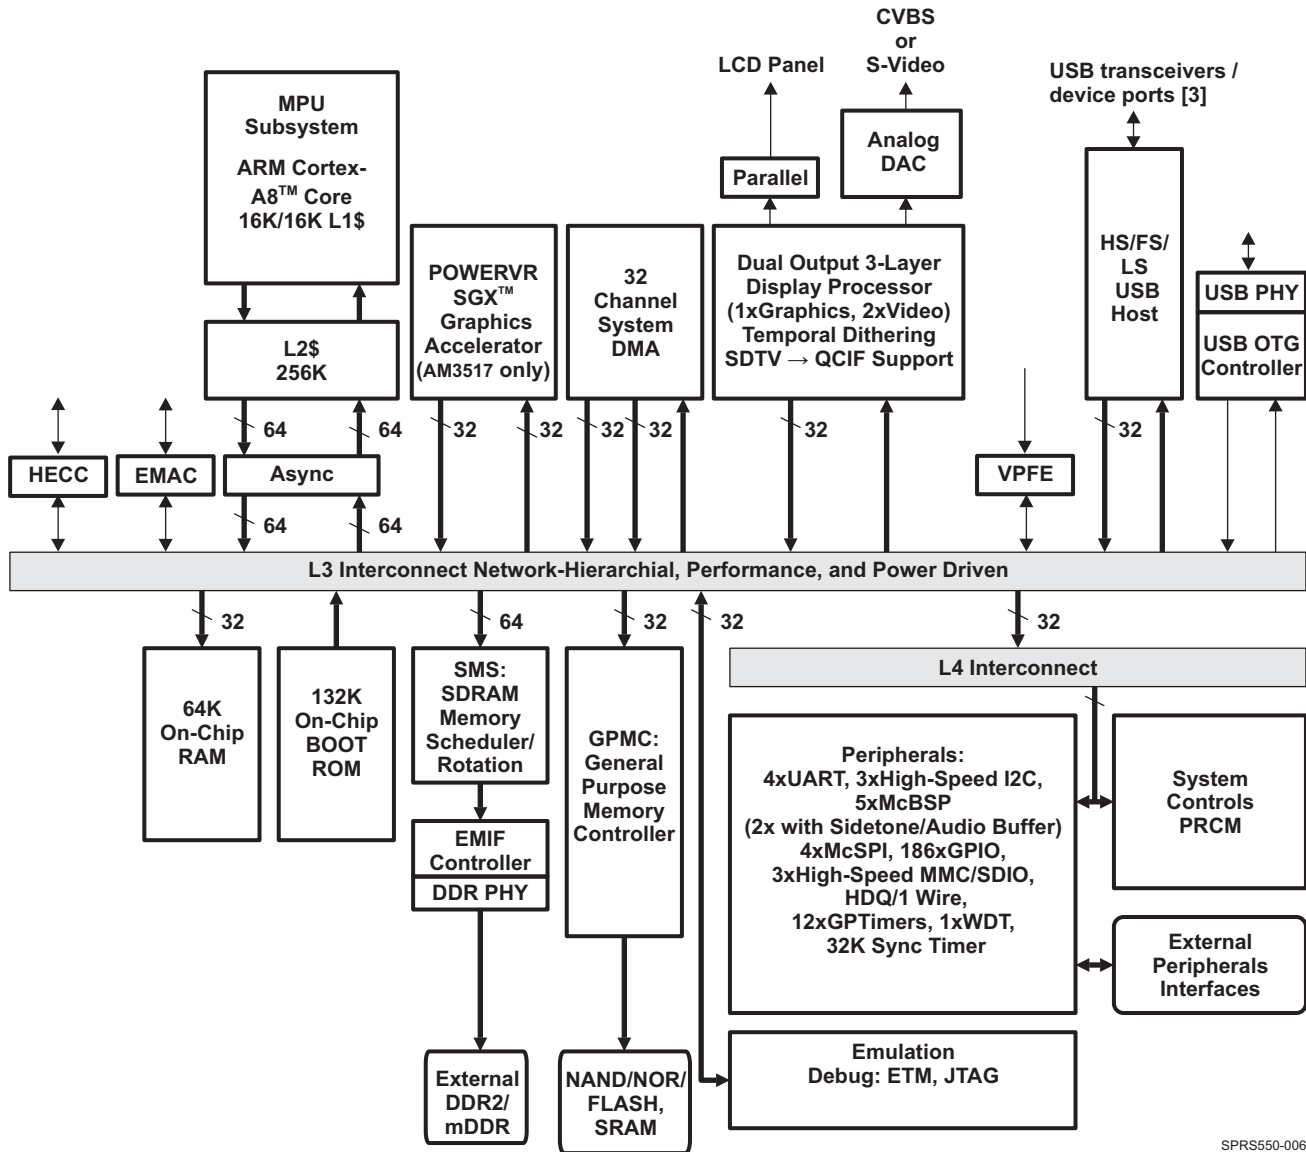 CVBS
or
S-Video
LCD Panel
USB transceivers /
device ports [3]
MPU
Subsystem
ARM Cortex-
A8™ Core
16K/16K L1$
Analog
DAC
Parallel
POWERVR
SGX™
Graphics
Accelerator
(AM3517 only)
32
Channel
System
DMA
Dual Output 3-Layer
Display Processor
(1xGraphics, 2xVideo)
Temporal Dithering
SDTV → QCIF Support
HS/FS/
LS
USB
Host
USB PHY
USB OTG
Controller
L2$
256K
64
64
32
32
32
32
32
32
HECC
EMAC
Async
VPFE
64
64
L3 Interconnect Network-Hierarchial, Performance, and Power Driven
32
64
32
32
32
64K
On-Chip
RAM
132K
On-Chip
BOOT
ROM
SMS:
SDRAM
Memory
Scheduler/
Rotation
GPMC:
General
Purpose
Memory
Controller
L4 Interconnect
Peripherals:
4xUART, 3xHigh-Speed I2C,
5xMcBSP
(2x with Sidetone/Audio Buffer)
4xMcSPI, 186xGPIO,
3xHigh-Speed MMC/SDIO,
HDQ/1 Wire,
12xGPTimers, 1xWDT,
32K Sync Timer
System
Controls
PRCM
EMIF
Controller
DDR PHY
External
Peripherals
Interfaces
Emulation
Debug: ETM, JTAG
External
DDR2/
mDDR
NAND/NOR/
FLASH,
SRAM
SPRS550-006